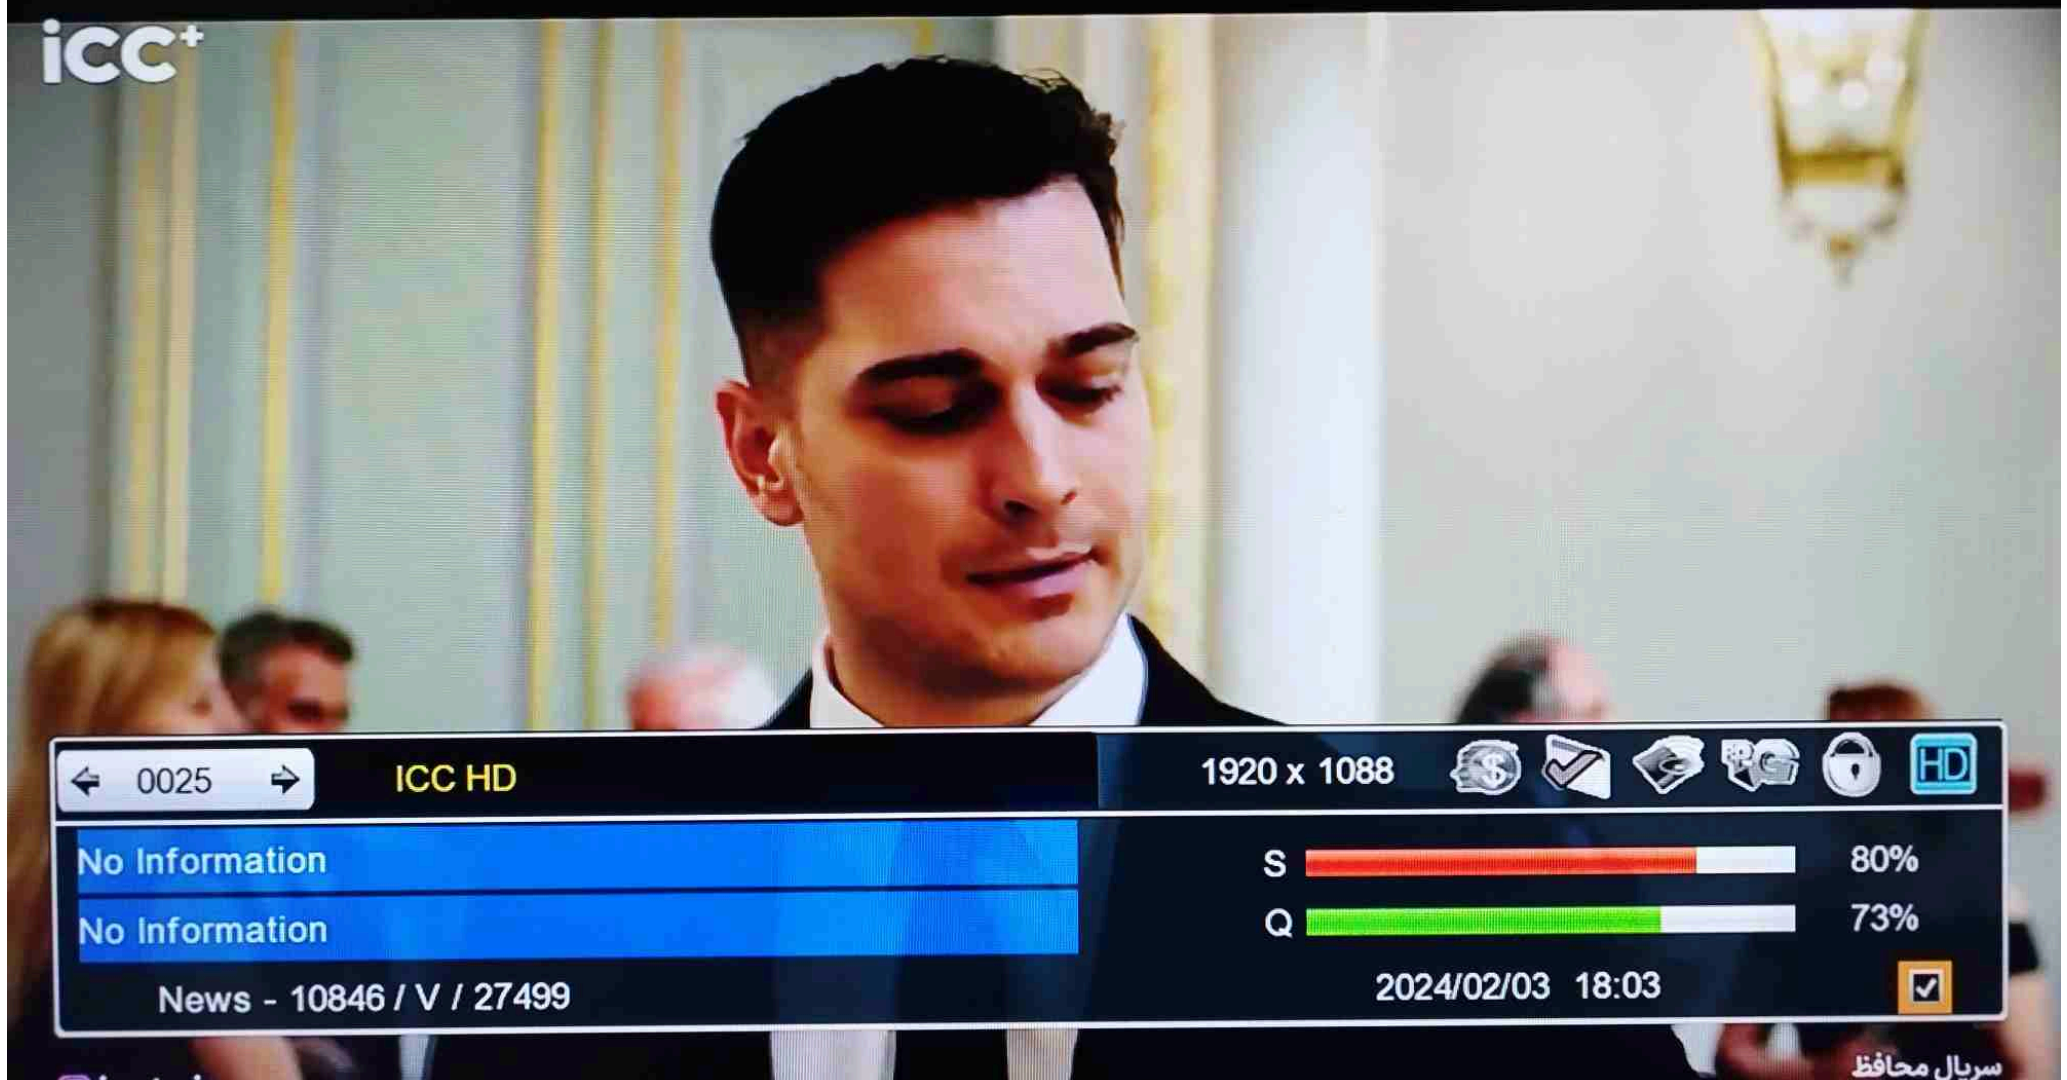 icc+
0025
ICC HD
1920 x 1088
HD
No Information
S
80%
No Information
Q
73%
News - 10846 / V / 27499
2024/02/03 18:03
سریال محافظ